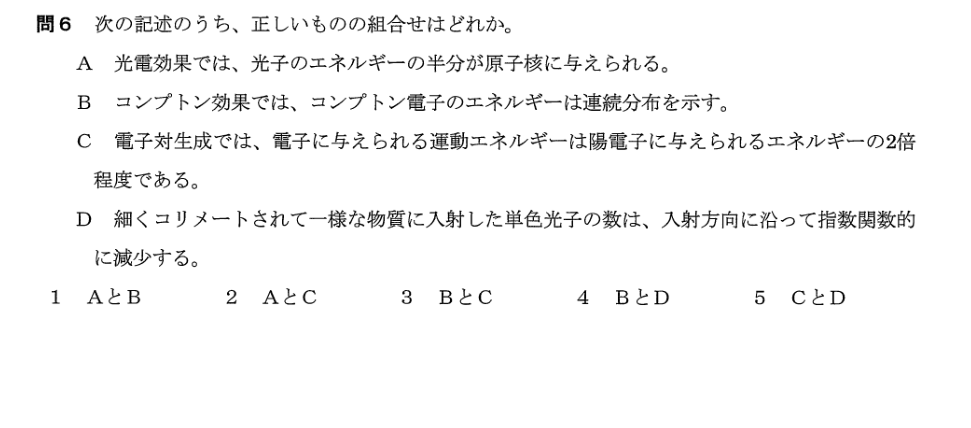 問6 次の記述のうち、正しいものの組合せはどれか。
A 光電効果では、光子のエネルギーの半分が原子核に与えられる。
B コンプトン効果では、コンプトン電子のエネルギーは連続分布を示す。
C 電子対生成では、電子に与えられる運動エネルギーは陽電子に与えられるエネルギーの2倍
程度である。
D 細くコリメートされて一様な物質に入射した単色光子の数は、入射方向に沿って指数関数的
に減少する。
1 AとB 2 AとC 3 BとC 4 BとD 5 CとD